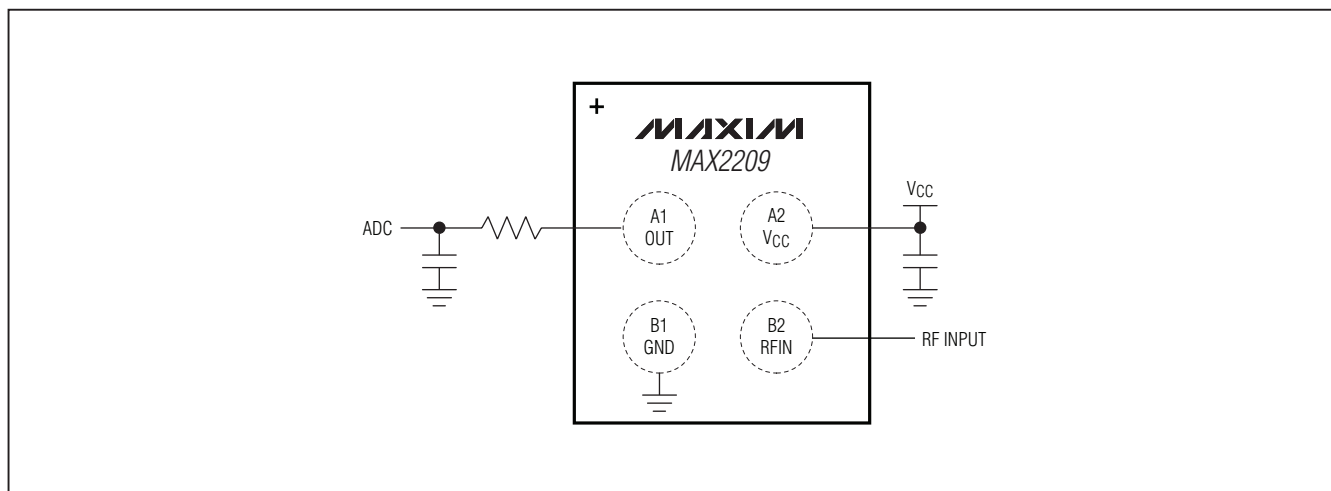 +
MAXIM
MAX2209
VCC
ADC
A1
OUT
A2
VCC
B1
GND
B2
RFIN
RF INPUT